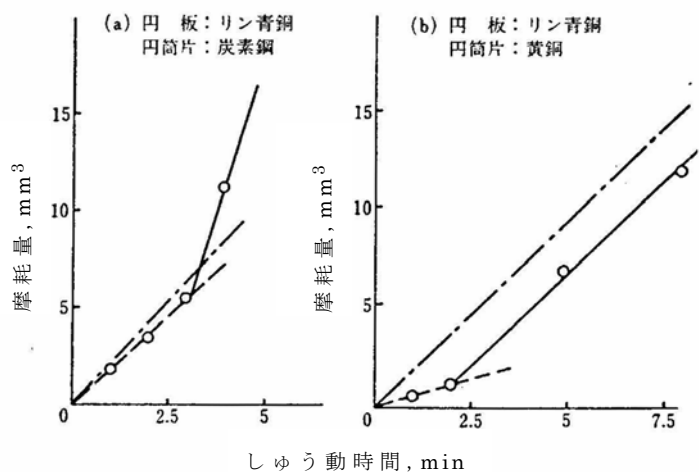 (a) 円 板：リン青銅
円筒片：炭素鋼
(b) 円 板：リン青銅
円筒片：黄銅
摩耗量, mm³
15
10
5
0
2.5
5
摩耗量, mm³
15
10
5
0
2.5
5
7.5
しゅう動時間, min